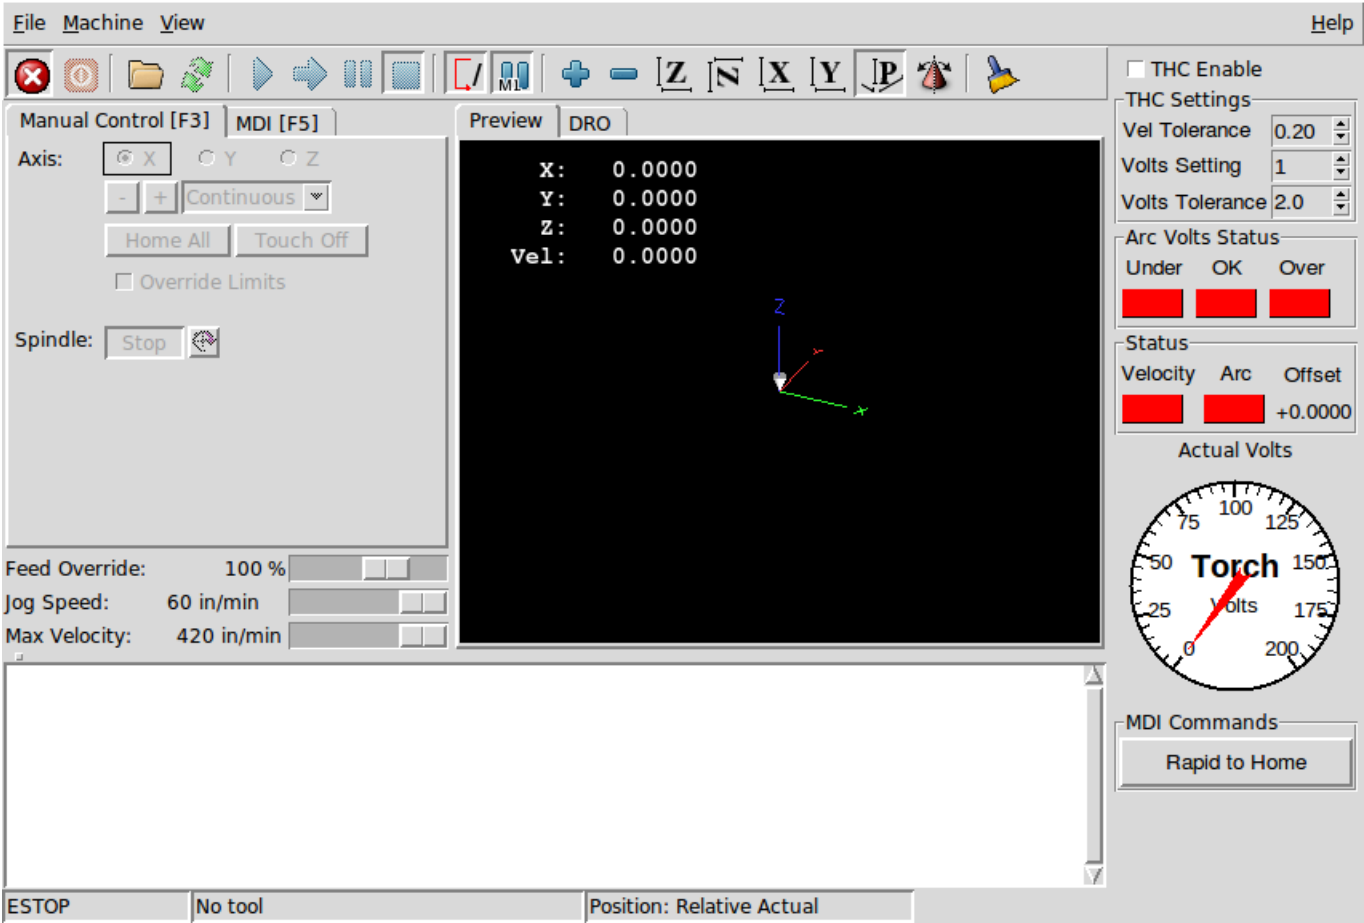 File Machine View Help
M1 Z N X Y P
THC Enable
THC Settings
Vel Tolerance 0.20
Volts Setting 1
Volts Tolerance 2.0
Manual Control [F3] MDI [F5]
Axis: X Y Z
- + Continuous
Home All Touch Off
Override Limits
Spindle: Stop
Preview DRO
X: 0.0000
Y: 0.0000
Z: 0.0000
Vel: 0.0000
Z
Y
X
Arc Volts Status
Under OK Over
Status
Velocity Arc Offset
+0.0000
Actual Volts
0 25 50 75 100 125 150 175 200
Torch
Volts
Feed Override: 100 %
Jog Speed: 60 in/min
Max Velocity: 420 in/min
MDI Commands
Rapid to Home
ESTOP No tool Position: Relative Actual